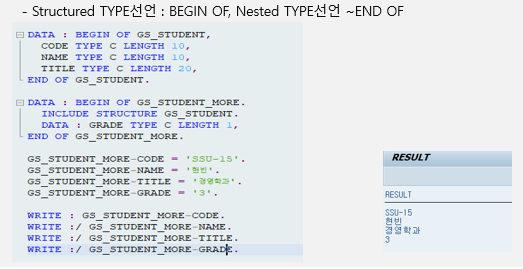 - Structured TYPE선언 : BEGIN OF, Nested TYPE선언 ~END OF
DATA : BEGIN OF GS_STUDENT,
CODE TYPE C LENGTH 10,
NAME TYPE C LENGTH 10,
TITLE TYPE C LENGTH 20,
END OF GS_STUDENT.
DATA : BEGIN OF GS_STUDENT_MORE.
INCLUDE STRUCTURE GS_STUDENT.
DATA : GRADE TYPE C LENGTH 1,
END OF GS_STUDENT_MORE.
GS_STUDENT_MORE-CODE = 'SSU-15'.
GS_STUDENT_MORE-NAME = '현빈'.
GS_STUDENT_MORE-TITLE = '경영학과'.
GS_STUDENT_MORE-GRADE = '3'.
WRITE : GS_STUDENT_MORE-CODE.
WRITE :/ GS_STUDENT_MORE-NAME.
WRITE :/ GS_STUDENT_MORE-TITLE.
WRITE :/ GS_STUDENT_MORE-GRADE.
RESULT
RESULT
SSU-15
현빈
경영학과
3